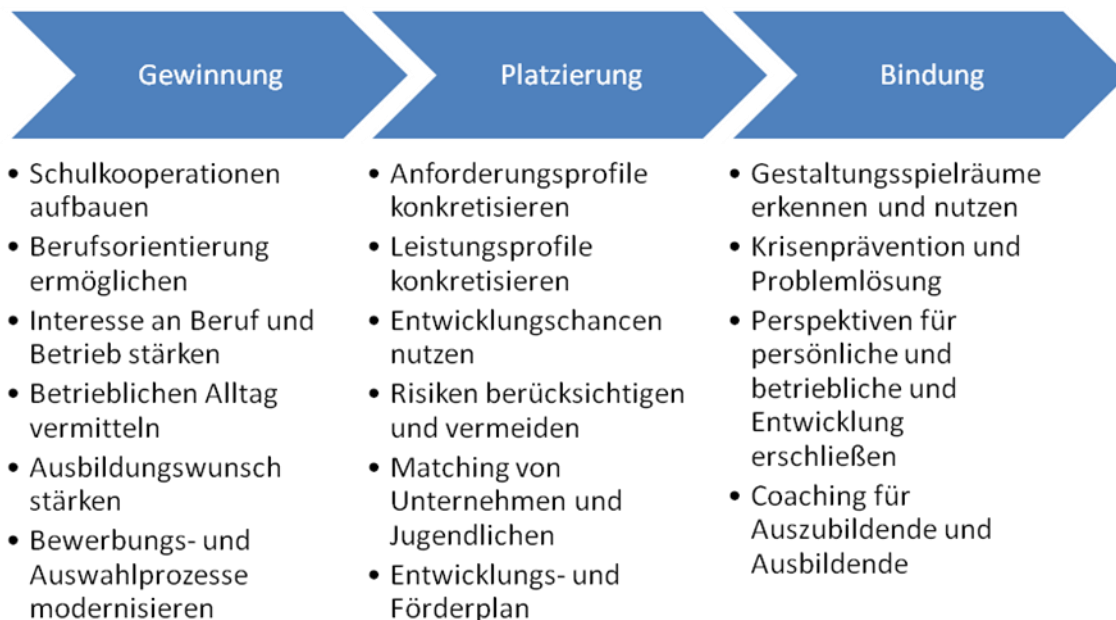 Gewinnung
Platzierung
Bindung
• Schulkooperationen
aufbauen
• Berufsorientierung
ermöglichen
• Interesse an Beruf und
Betrieb stärken
• Betrieblichen Alltag
vermitteln
• Ausbildungswunsch
stärken
• Bewerbungs- und
Auswahlprozesse
modernisieren
• Anforderungsprofile
konkretisieren
• Leistungsprofile
konkretisieren
• Entwicklungschancen
nutzen
• Risiken berücksichtigen
und vermeiden
• Matching von
Unternehmen und
Jugendlichen
• Entwicklungs- und
Förderplan
• Gestaltungsspielräume
erkennen und nutzen
• Krisenprävention und
Problemlösung
• Perspektiven für
persönliche und
betriebliche und
Entwicklung
erschließen
• Coaching für
Auszubildende und
Ausbildende